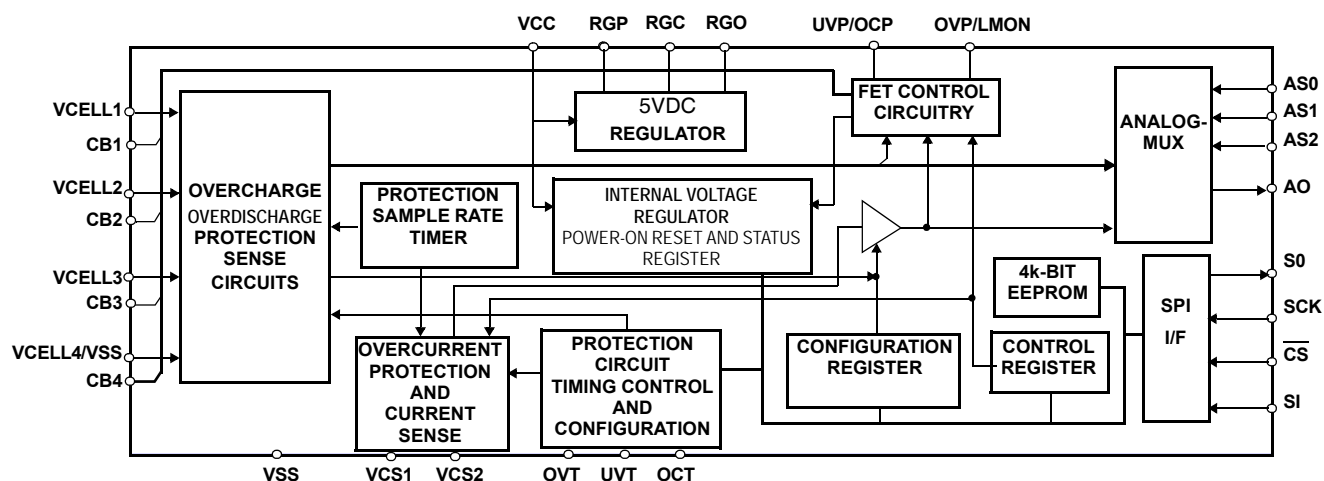 VCC
RGP
RGC
RGO
UVP/OCP
OVP/LMON
VCELL1
CB1
VCELL2
CB2
VCELL3
CB3
VCELL4/VSS
CB4
OVERCHARGE
OVERDISCHARGE
PROTECTION
SENSE
CIRCUITS
5VDC
REGULATOR
FET CONTROL
CIRCUITRY
ANALOG-
MUX
AS0
AS1
AS2
AO
PROTECTION
SAMPLE RATE
TIMER
INTERNAL VOLTAGE
REGULATOR
POWER-ON RESET AND STATUS
REGISTER
4k-BIT
EEPROM
SPI
I/F
S0
SCK
CS
SI
OVERCURRENT
PROTECTION
AND
CURRENT
SENSE
PROTECTION
CIRCUIT
TIMING CONTROL
AND
CONFIGURATION
CONFIGURATION
REGISTER
CONTROL
REGISTER
VSS
VCS1
VCS2
OVT
UVT
OCT